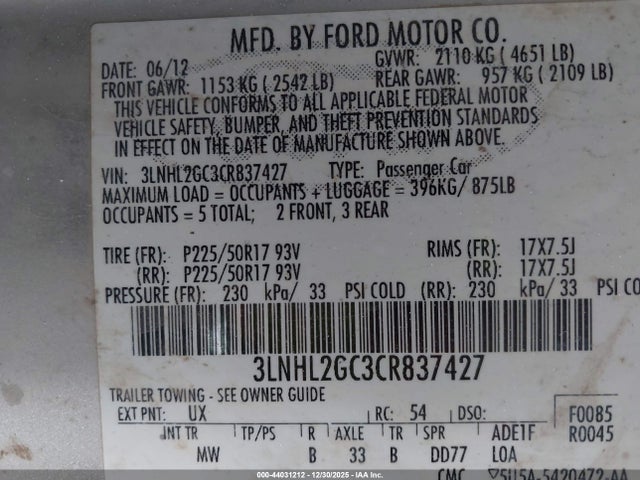 MFD. BY FORD MOTOR CO.
DATE: 06/12 GVWR: 2110 KG ( 4651 LB)
FRONT GAWR: 1153 KG ( 2542 LB) REAR GAWR: 957 KG ( 2109 LB)
THIS VEHICLE CONFORMS TO ALL APPLICABLE FEDERAL MOTOR
VEHICLE SAFETY, BUMPER, AND THEFT PREVENTION STANDARDS
IN EFFECT ON THE DATE OF MANUFACTURE SHOWN ABOVE.
VIN: 3LNHL2GC3CR837427 TYPE: Passenger Car
MAXIMUM LOAD = OCCUPANTS + LUGGAGE = 396KG/ 875LB
OCCUPANTS = 5 TOTAL; 2 FRONT, 3 REAR
TIRE (FR): P225/50R17 93V RIMS (FR): 17X7.5J
(RR): P225/50R17 93V (RR): 17X7.5J
PRESSURE (FR): 230 kPa/ 33 PSI COLD (RR): 230 kPa/ 33 PSI CO
3LNHL2GC3CR837427
TRAILER TOWING - SEE OWNER GUIDE
EXT PNT: UX RC: 54 DSO: F0085
INT TR TP/PS R AXLE TR SPR ADE1F R0045
MW B 33 B DD77 LOA
CMC 5U5A-5420472-AA
000-44031212 - 12/30/2025 - IAA Vehicles